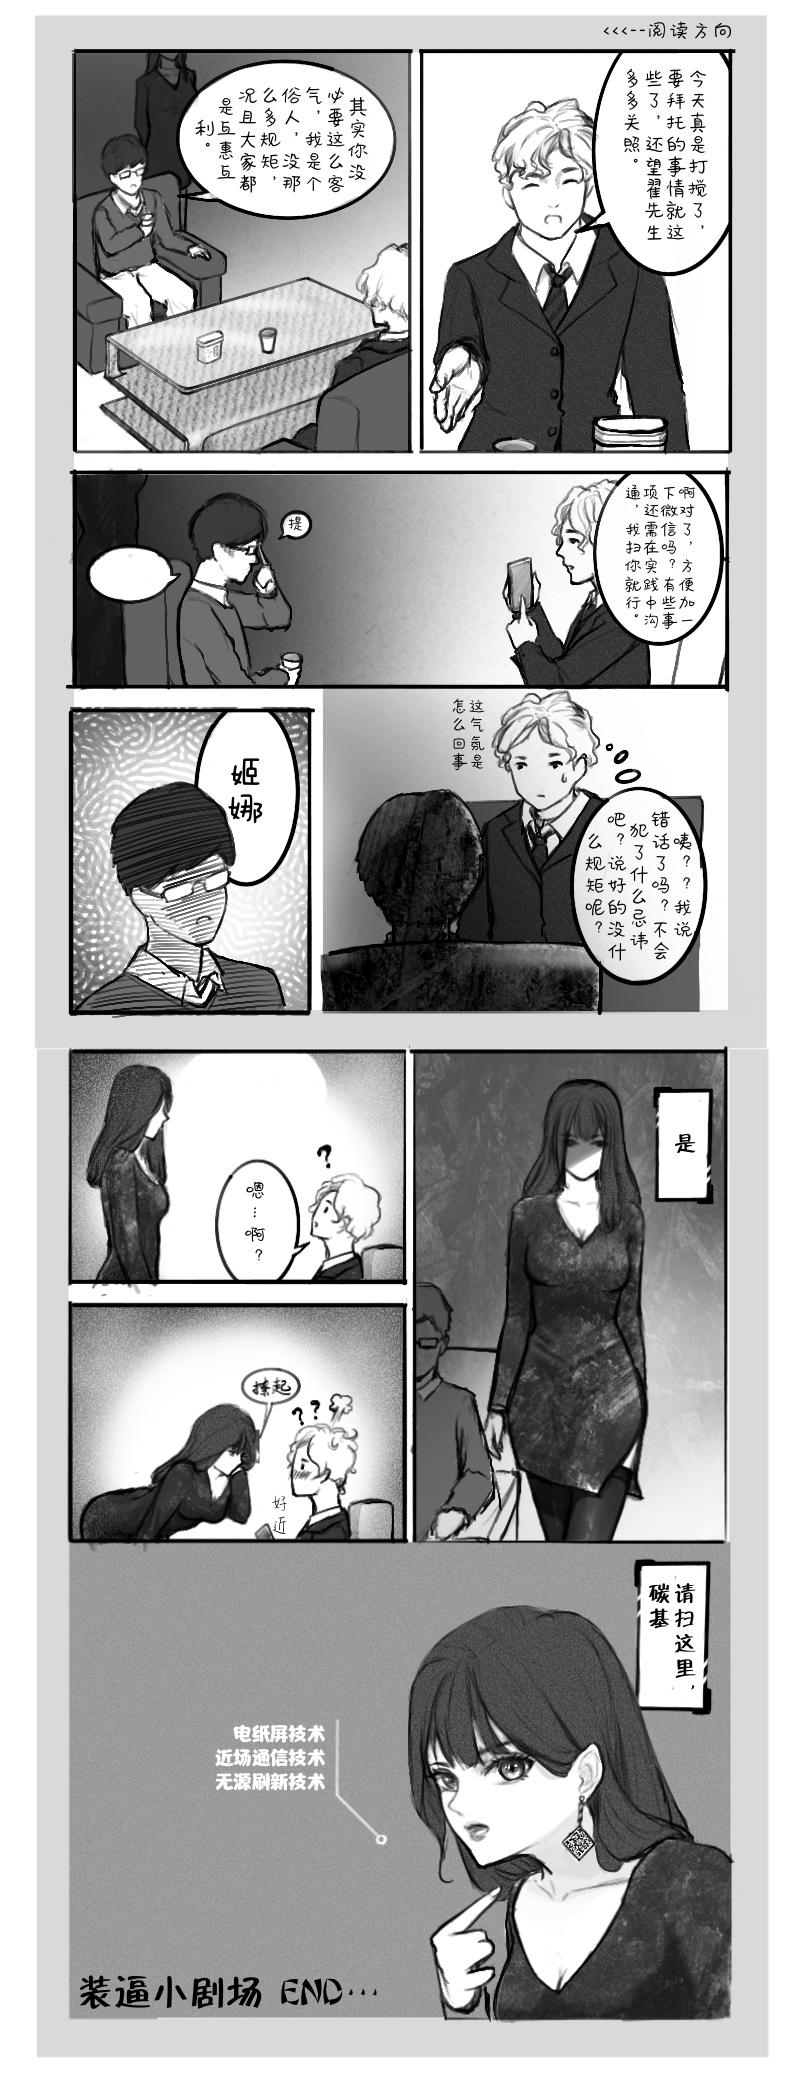 <<<--阅读方向
今天真是打搅了，
要拜托的事情就这
些了，还望翟先生
多多关照。
其实你没
必要这么客
气，我是个
俗人，没那
么多规矩，
况且大家都
是互惠互
利。
啊对了，方便加一
下微信吗？有些事
项还需在实践中沟
通，我扫你就行。
提
咦？？我说
错话了吗？不会
犯了什么忌讳
吧？说好的没什
么规矩呢？
这气氛是
怎么回事
姬
娜
是
嗯…啊？
?
撩起
? ?
好
近
请扫这里，
碳基
电纸屏技术
近场通信技术
无源刷新技术
装逼小剧场 END…